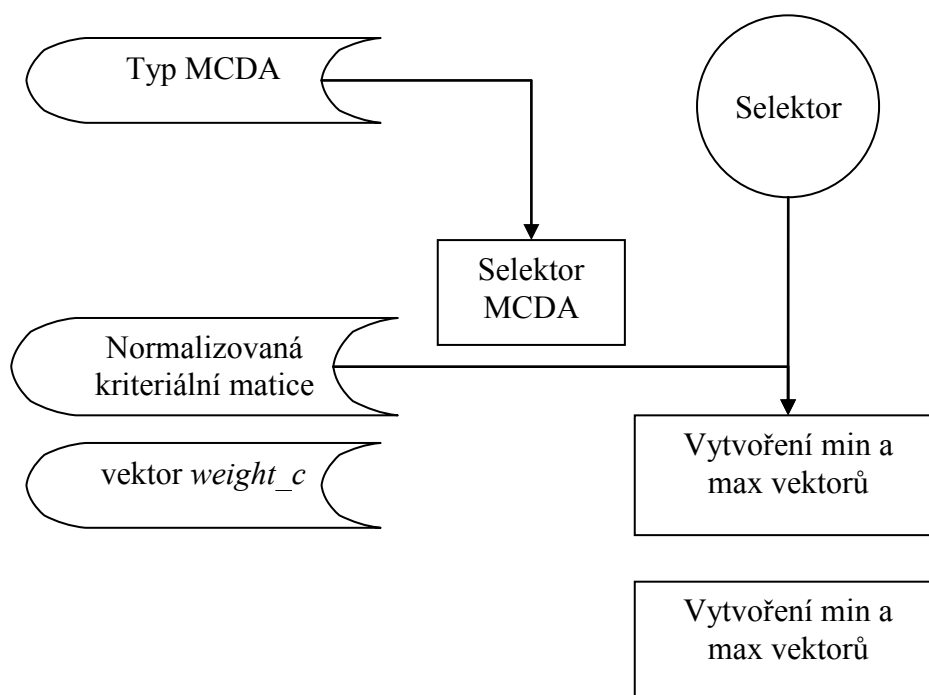 Typ MCDA
Selektor
Selektor
MCDA
Normalizovaná
kriteriální matice
vektor weight_c
Vytvoření min a
max vektorů
Vytvoření min a
max vektorů